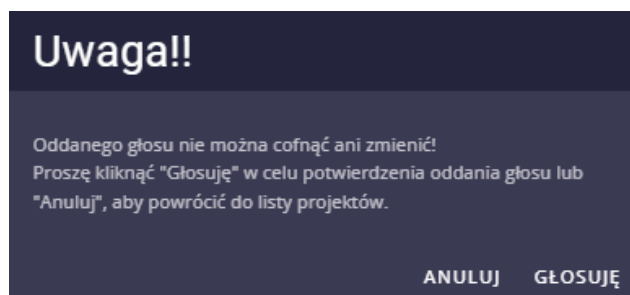 Uwaga!!
Oddanego głosu nie można cofnąć ani zmienić!
Proszę kliknąć "Głosuję" w celu potwierdzenia oddania głosu lub
"Anuluj", aby powrócić do listy projektów.
ANULUJ GŁOSUJĘ